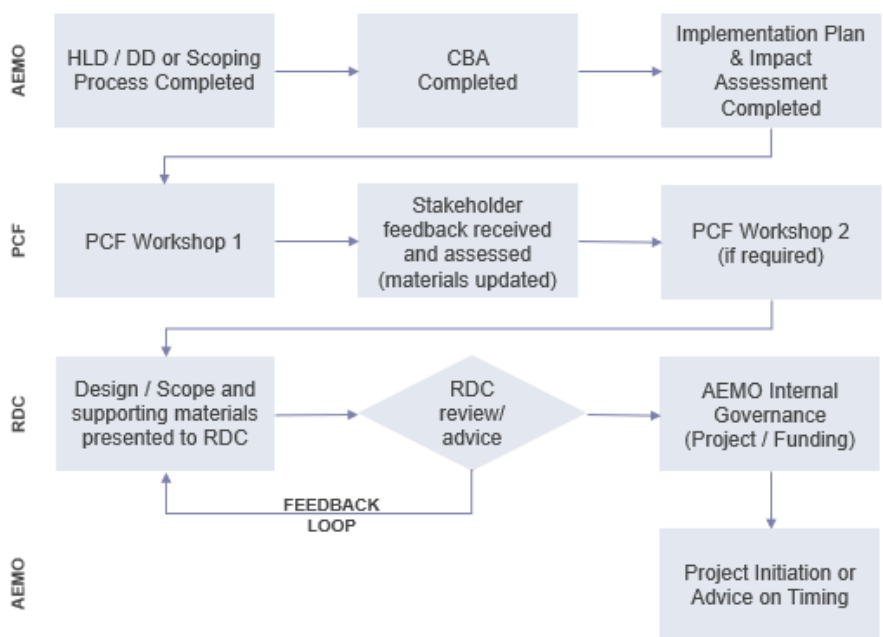 AEMO
HLD / DD or Scoping
Process Completed
CBA
Completed
Implementation Plan
& Impact
Assessment
Completed
PCF
PCF Workshop 1
Stakeholder
feedback received
and assessed
(materials updated)
PCF Workshop 2
(if required)
RDC
Design / Scope and
supporting materials
presented to RDC
RDC
review/
advice
AEMO Internal
Governance
(Project / Funding)
FEEDBACK
LOOP
AEMO
Project Initiation or
Advice on Timing